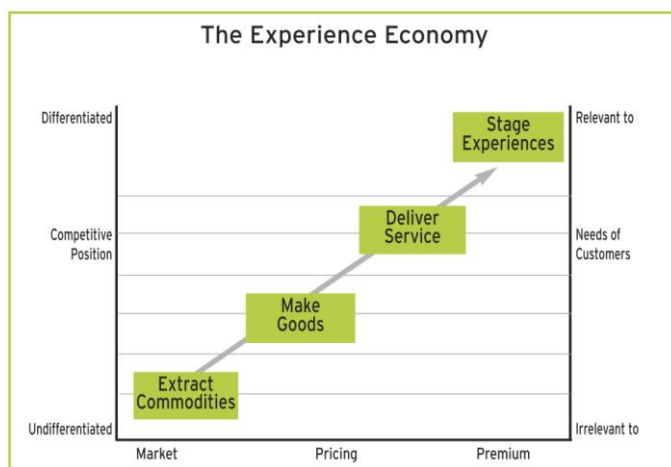 The Experience Economy
Differentiated
Stage
Experiences
Relevant to
Competitive
Position
Deliver
Service
Needs of
Customers
Make
Goods
Extract
Commodities
Undifferentiated
Irrelevant to
Market
Pricing
Premium